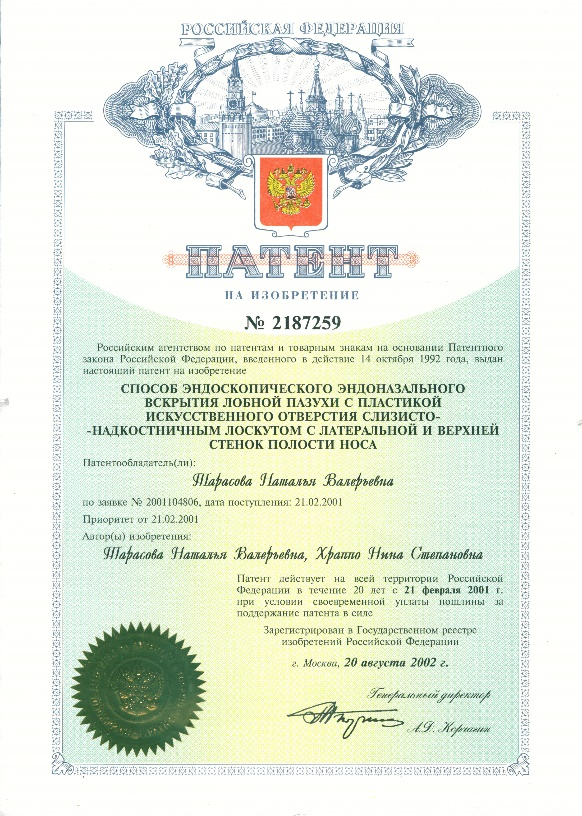 РОССИЙСКАЯ ФЕДЕРАЦИЯ
ПАТЕНТ
НА ИЗОБРЕТЕНИЕ
№ 2187259
Российским агентством по патентам и товарным знакам на основании Патентного
закона Российской Федерации, введенного в действие 14 октября 1992 года, выдан
настоящий патент на изобретение
СПОСОБ ЭНДОСКОПИЧЕСКОГО ЭНДОНАЗАЛЬНОГО
ВСКРЫТИЯ ЛОБНОЙ ПАЗУХИ С ПЛАСТИКОЙ
ИСКУССТВЕННОГО ОТВЕРСТИЯ СЛИЗИСТО-
-НАДКОСТНИЧНЫМ ЛОСКУТОМ С ЛАТЕРАЛЬНОЙ И ВЕРХНЕЙ
СТЕНОК ПОЛОСТИ НОСА
Патентообладатель(ли):
Тарасова Наталья Валерьевна
по заявке № 2001104806, дата поступления: 21.02.2001
Приоритет от 21.02.2001
Автор(ы) изобретения:
Тарасова Наталья Валерьевна, Храппо Нина Степановна
Патент действует на всей территории Российской
Федерации в течение 20 лет с 21 февраля 2001 г.
при условии своевременной уплаты пошлины за
поддержание патента в силе
Зарегистрирован в Государственном реестре
изобретений Российской Федерации
г. Москва, 20 августа 2002 г.
Генеральный директор
А.Д. Корчагин